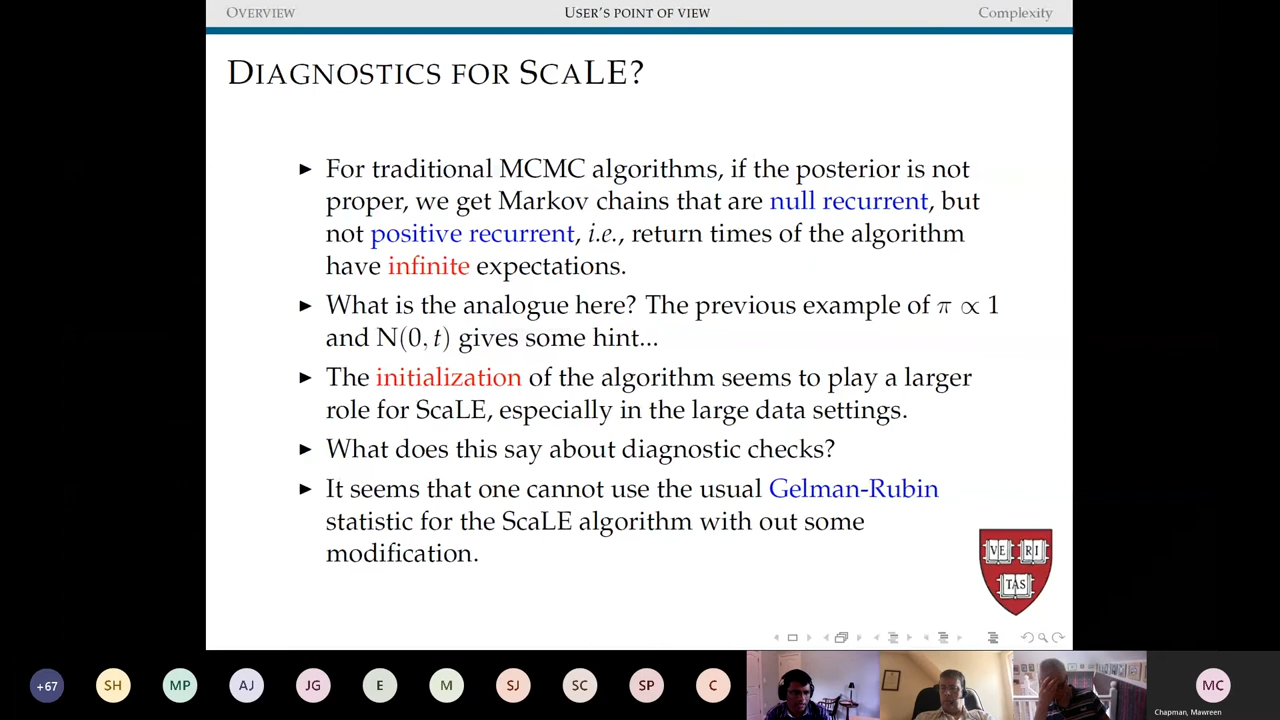 OVERVIEW
USER'S POINT OF VIEW
Complexity
DIAGNOSTICS FOR SCALE?
► For traditional MCMC algorithms, if the posterior is not
proper, we get Markov chains that are null recurrent, but
not positive recurrent, i.e., return times of the algorithm
have infinite expectations.
► What is the analogue here? The previous example of π ∝ 1
and N(0, t) gives some hint...
► The initialization of the algorithm seems to play a larger
role for ScaLE, especially in the large data settings.
► What does this say about diagnostic checks?
► It seems that one cannot use the usual Gelman-Rubin
statistic for the ScaLE algorithm with out some
modification.
VE RI
TAS
+67
SH
MP
AJ
JG
E
M
SJ
SC
SP
C
MC
Chapman, Mawreen